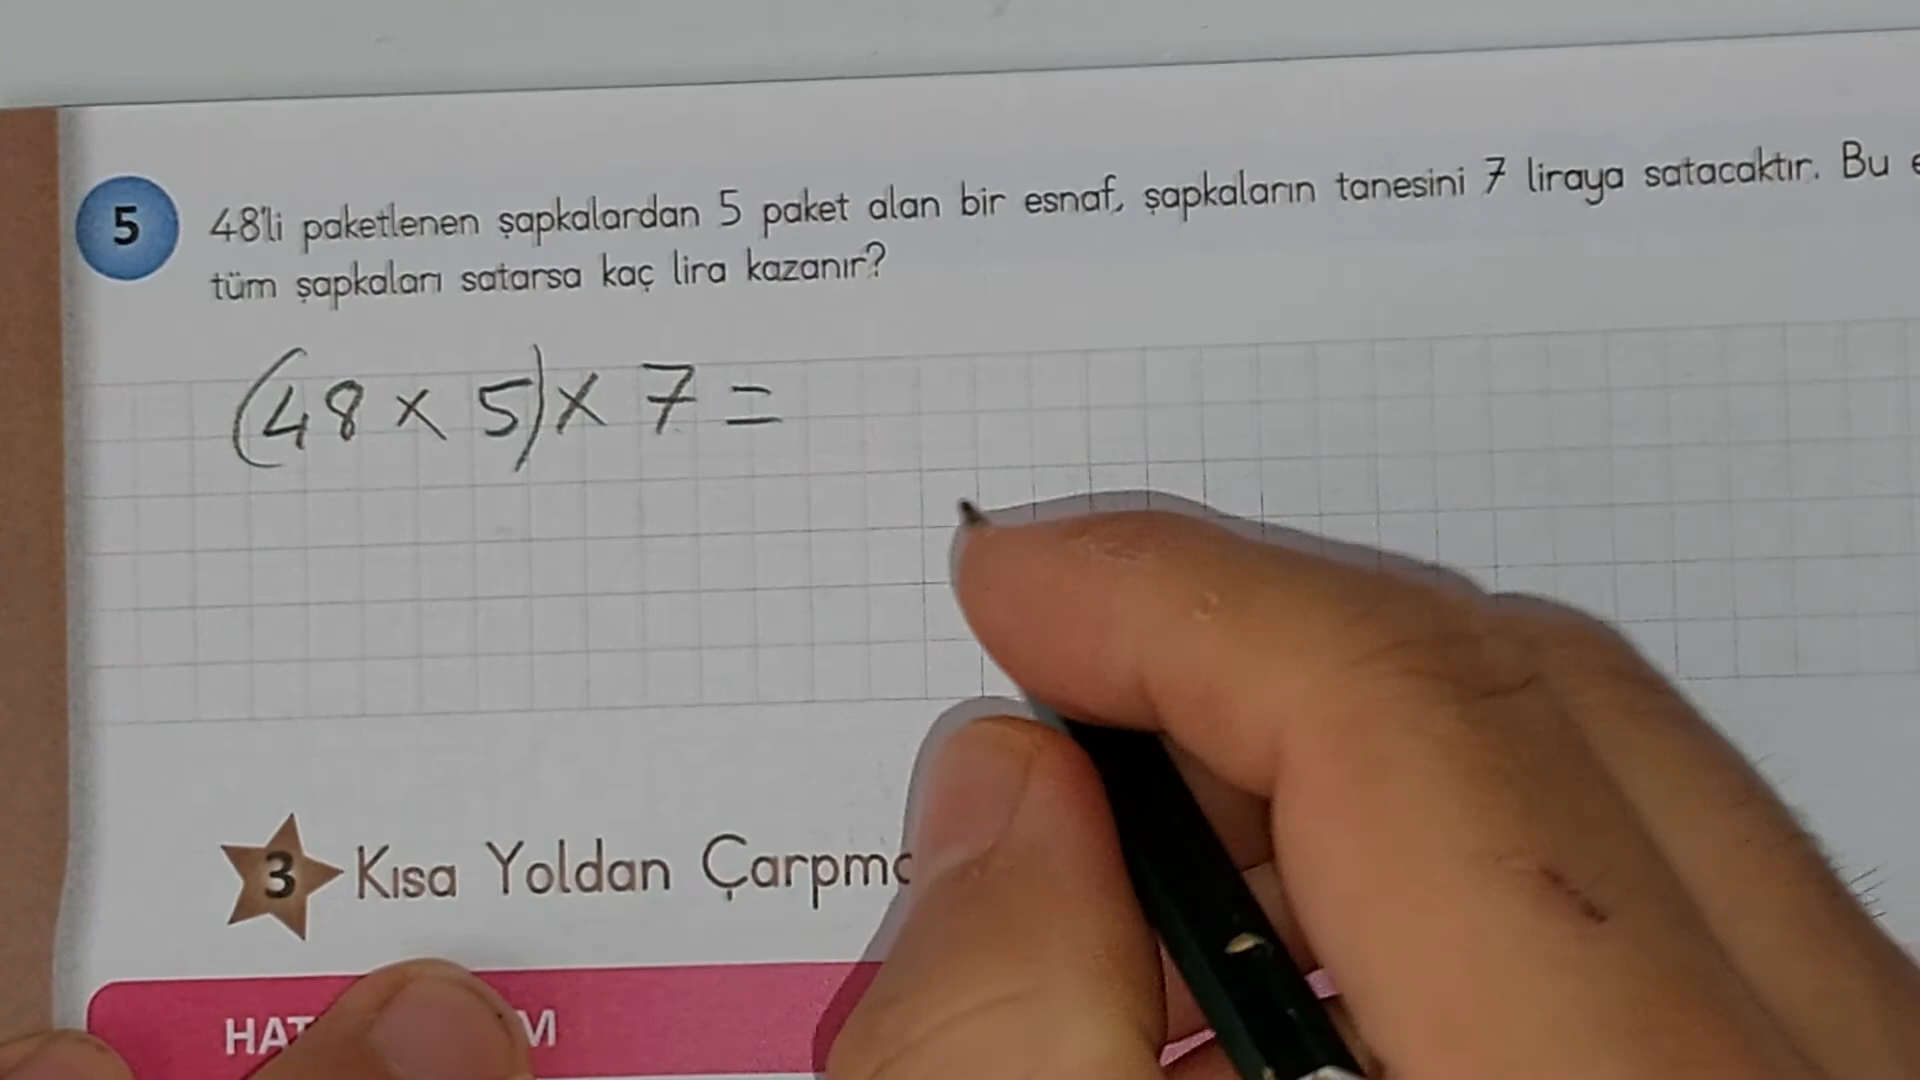 5
48'li paketlenen şapkalardan 5 paket alan bir esnaf, şapkaların tanesini 7 liraya satacaktır. Bu
tüm şapkaları satarsa kaç lira kazanır?
(48 x 5) x 7 =
3 Kısa Yoldan